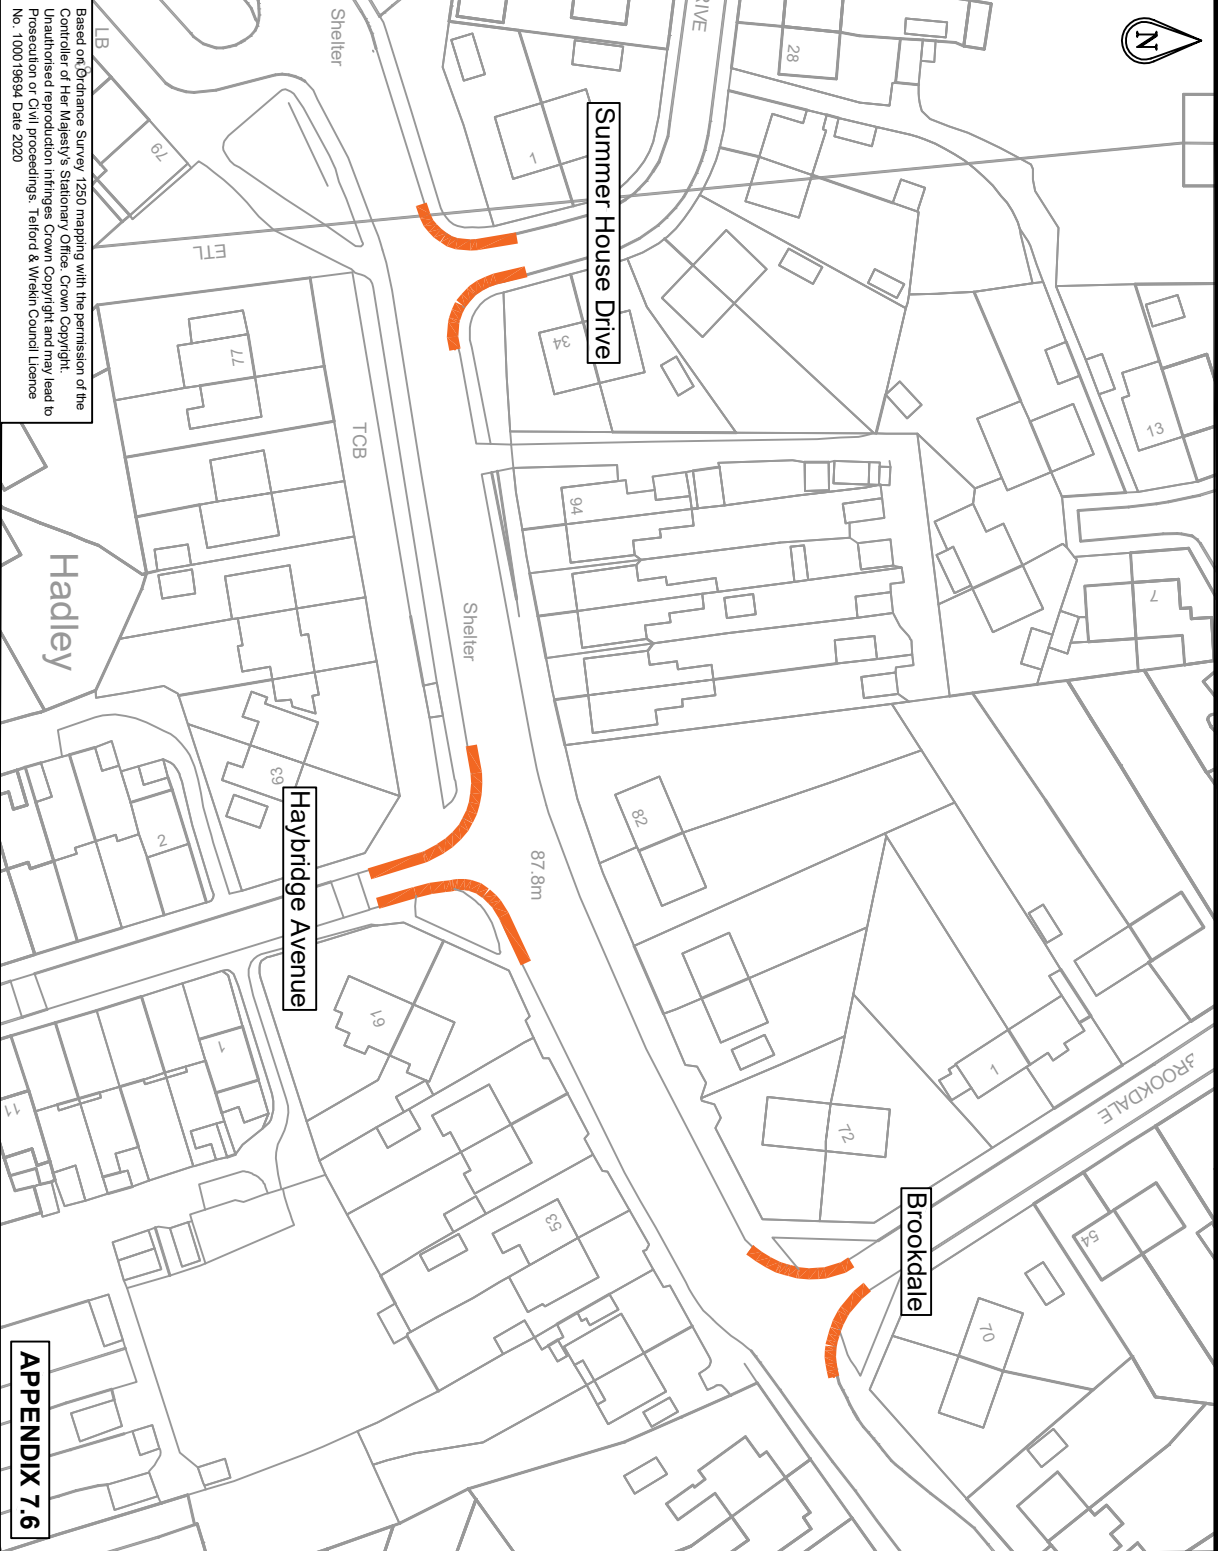 N
Summer House Drive
Haybridge Avenue
Brookdale
APPENDIX 7.6
Based on Ordnance Survey 1250 mapping with the permission of the
Controller of Her Majesty's Stationary Office. Crown Copyright.
Unauthorised reproduction infringes Crown Copyright and may lead to
Prosecution or Civil proceedings. Telford & Wrekin Council Licence
No. 100019694 Date 2020
Hadley
BROOKDALE
RIVE
Shelter
Shelter
LB
ETL
TCB
87.8m
28
1
34
94
13
7
82
1
72
54
70
79
77
63
2
61
1
11
53